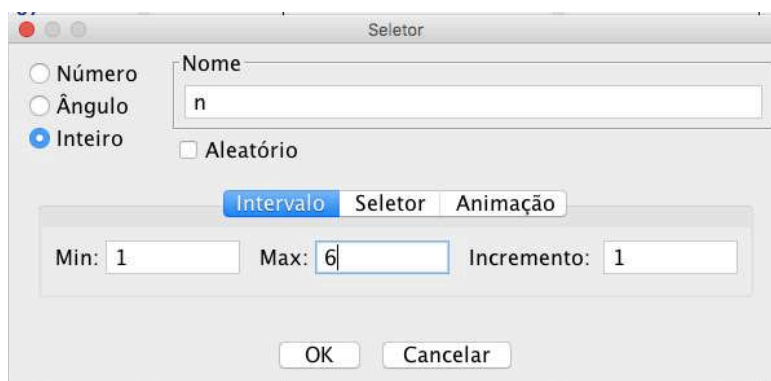 Seletor
Número
Ângulo
Inteiro
Nome
n
Aleatório
Intervalo Seletor Animação
Min: 1 Max: 6 Incremento: 1
OK Cancelar